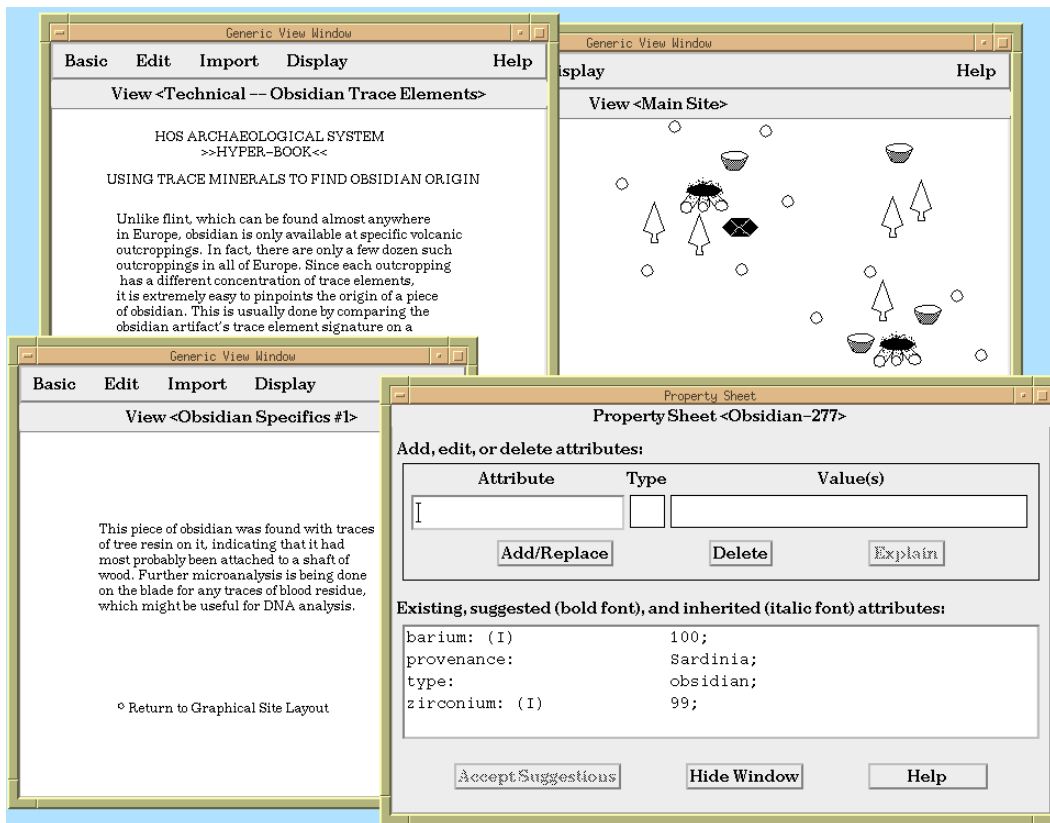 Generic View Window
Basic Edit Import Display Help
View <Technical -- Obsidian Trace Elements>
HOS ARCHAEOLOGICAL SYSTEM
>>HYPER-BOOK<<
USING TRACE MINERALS TO FIND OBSIDIAN ORIGIN
Unlike flint, which can be found almost anywhere
in Europe, obsidian is only available at specific volcanic
outcroppings. In fact, there are only a few dozen such
outcroppings in all of Europe. Since each outcropping
has a different concentration of trace elements,
it is extremely easy to pinpoints the origin of a piece
of obsidian. This is usually done by comparing the
obsidian artifact's trace element signature on a
Generic View Window
isplay Help
View <Main Site>
Generic View Window
Basic Edit Import Display
View <Obsidian Specifics #1>
This piece of obsidian was found with traces
of tree resin on it, indicating that it had
most probably been attached to a shaft of
wood. Further microanalysis is being done
on the blade for any traces of blood residue,
which might be useful for DNA analysis.
Return to Graphical Site Layout
Property Sheet
Property Sheet <Obsidian-277>
Add, edit, or delete attributes:
Attribute Type Value(s)
Add/Replace Delete Explain
Existing, suggested (bold font), and inherited (italic font) attributes:
barium: (I) 100;
provenance: Sardinia;
type: obsidian;
zirconium: (I) 99;
Accept Suggestions Hide Window Help